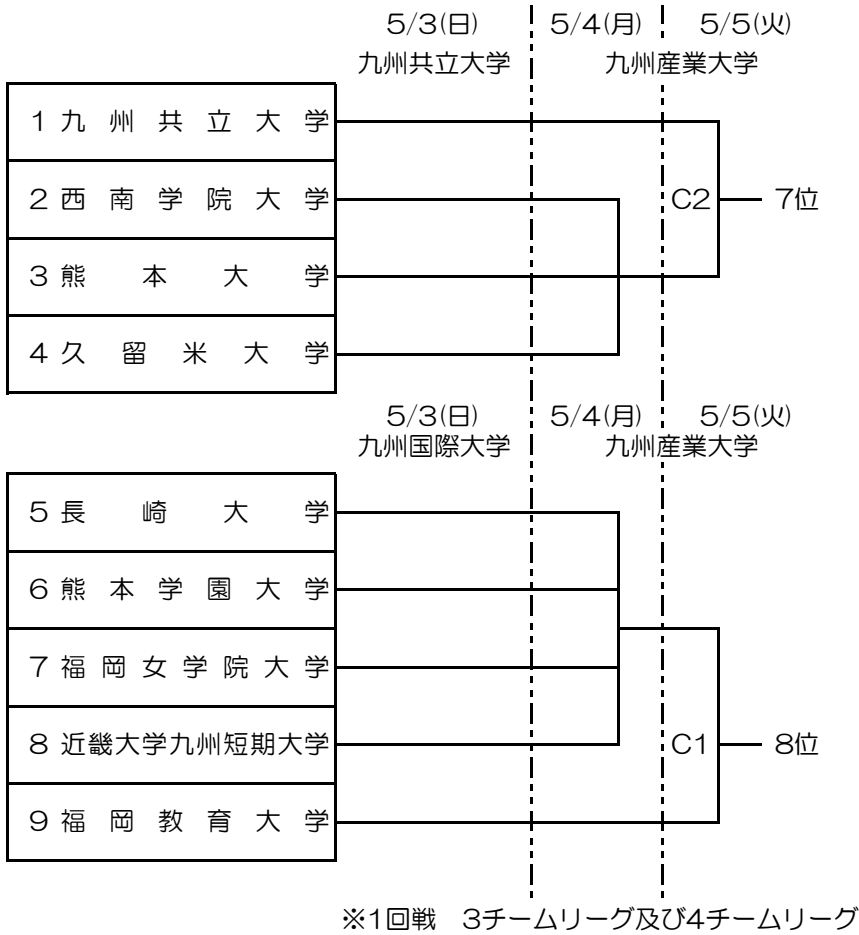 5/3(日) 5/4(月) 5/5(火)
九州共立大学 九州産業大学
1 九州共立大学
2 西南学院大学
C2 7位
3 熊本大学
4 久留米大学
5/3(日) 5/4(月) 5/5(火)
九州国際大学 九州産業大学
5 長崎大学
6 熊本学園大学
7 福岡女学院大学
8 近畿大学九州短期大学
C1 8位
9 福岡教育大学
※1回戦 3チームリーグ及び4チームリーグ